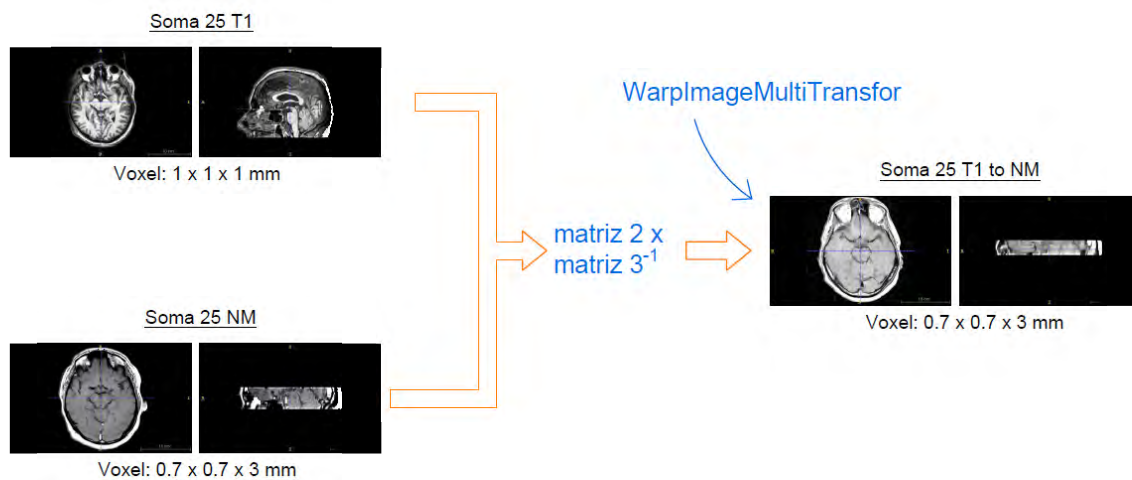 Soma 25 T1
Voxel: 1 x 1 x 1 mm
WarpImageMultiTransfor
Soma 25 T1 to NM
matriz 2 x
matriz 3⁻¹
Voxel: 0.7 x 0.7 x 3 mm
Soma 25 NM
Voxel: 0.7 x 0.7 x 3 mm